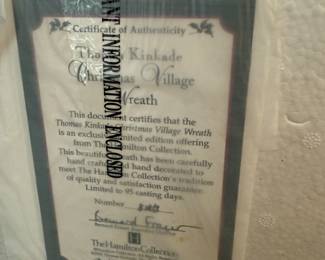 Certificate of Authenticity
Thomas Kinkade
Christmas Village
Wreath
This document certifies that the
Thomas Kinkade Christmas Village Wreath
is an exclusive limited edition offering
from The Hamilton Collection.
This beautiful wreath has been carefully
hand crafted and hand decorated to
meet The Hamilton Collection's tradition
of quality and satisfaction guarantee.
Limited to 95 casting days.
Number
The Hamilton Collection
ANT INFORMATION ENCLOSED